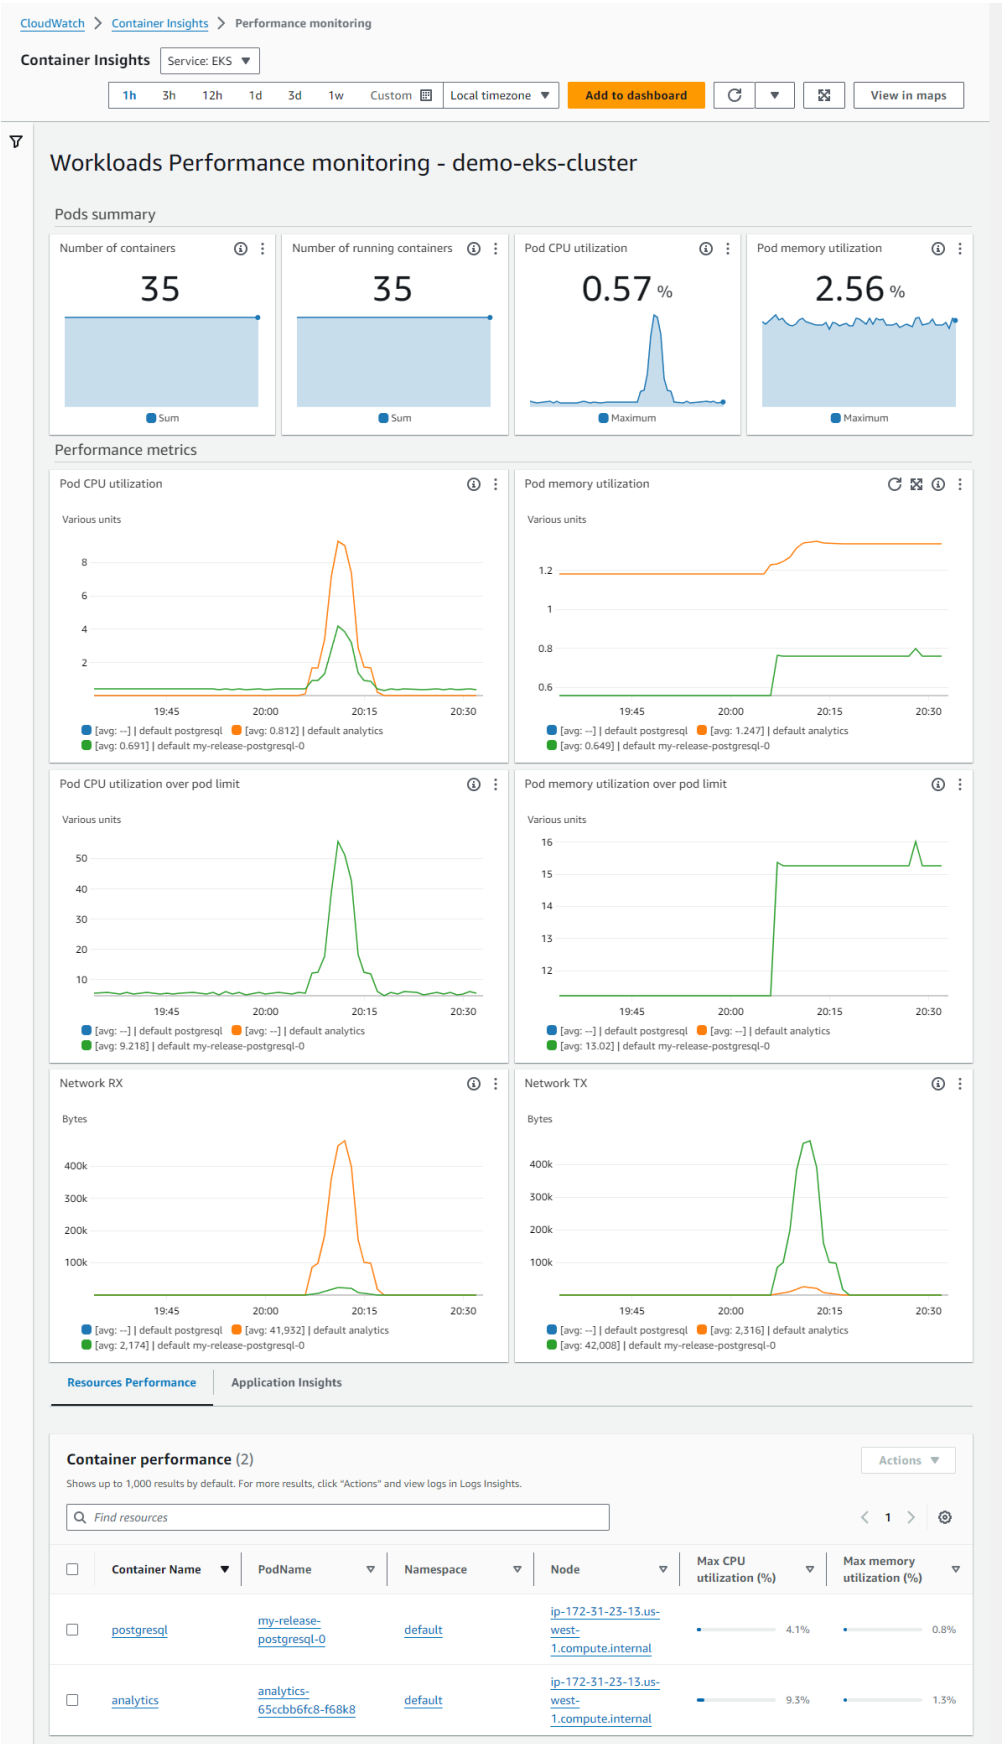 CloudWatch > Container Insights > Performance monitoring
Container Insights Service: EKS
1h 3h 12h 1d 3d 1w Custom Local timezone Add to dashboard View in maps
Workloads Performance monitoring - demo-eks-cluster
Pods summary
Number of containers
35
Sum
Number of running containers
35
Sum
Pod CPU utilization
0.57 %
Maximum
Pod memory utilization
2.56 %
Maximum
Performance metrics
Pod CPU utilization
Various units
8
6
4
2
19:45 20:00 20:15 20:30
[avg: --] | default postgresql [avg: 0.812] | default analytics
[avg: 0.691] | default my-release-postgresql-0
Pod memory utilization
Various units
1.2
1
0.8
0.6
19:45 20:00 20:15 20:30
[avg: --] | default postgresql [avg: 1.247] | default analytics
[avg: 0.649] | default my-release-postgresql-0
Pod CPU utilization over pod limit
Various units
50
40
30
20
10
19:45 20:00 20:15 20:30
[avg: --] | default postgresql [avg: --] | default analytics
[avg: 9.218] | default my-release-postgresql-0
Pod memory utilization over pod limit
Various units
16
15
14
13
12
19:45 20:00 20:15 20:30
[avg: --] | default postgresql [avg: --] | default analytics
[avg: 13.02] | default my-release-postgresql-0
Network RX
Bytes
400k
300k
200k
100k
19:45 20:00 20:15 20:30
[avg: --] | default postgresql [avg: 41,932] | default analytics
[avg: 2,174] | default my-release-postgresql-0
Network TX
Bytes
400k
300k
200k
100k
19:45 20:00 20:15 20:30
[avg: --] | default postgresql [avg: 2,316] | default analytics
[avg: 42,008] | default my-release-postgresql-0
Resources Performance Application Insights
Container performance (2)
Actions
Shows up to 1,000 results by default. For more results, click "Actions" and view logs in Logs Insights.
Find resources
< 1 >
Container Name PodName Namespace Node
Max CPU
utilization (%)
Max memory
utilization (%)
postgresql
my-release-
postgresql-0
default
ip-172-31-23-13.us-
west-
1.compute.internal
4.1%
0.8%
analytics
analytics-
65ccbb6fc8-f68k8
default
ip-172-31-23-13.us-
west-
1.compute.internal
9.3%
1.3%